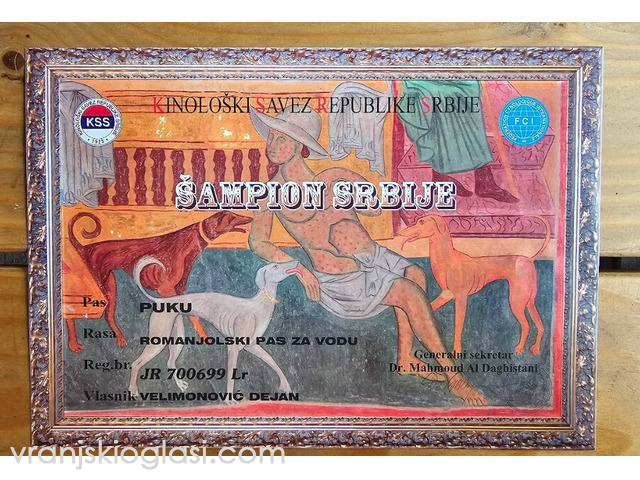 KINOLOŠKI SAVEZ REPUBLIKE SRBIJE
KSS
1925
FCI
ŠAMPION SRBIJE
Pas PUKU
Rasa ROMANJOLSKI PAS ZA VODU
Reg.br. JR 700699 Lr
Vlasnik VELIMONOVIĆ DEJAN
Generalni sekretar
Dr. Mahmoud Al Daghistani
vranjskioglasi.com